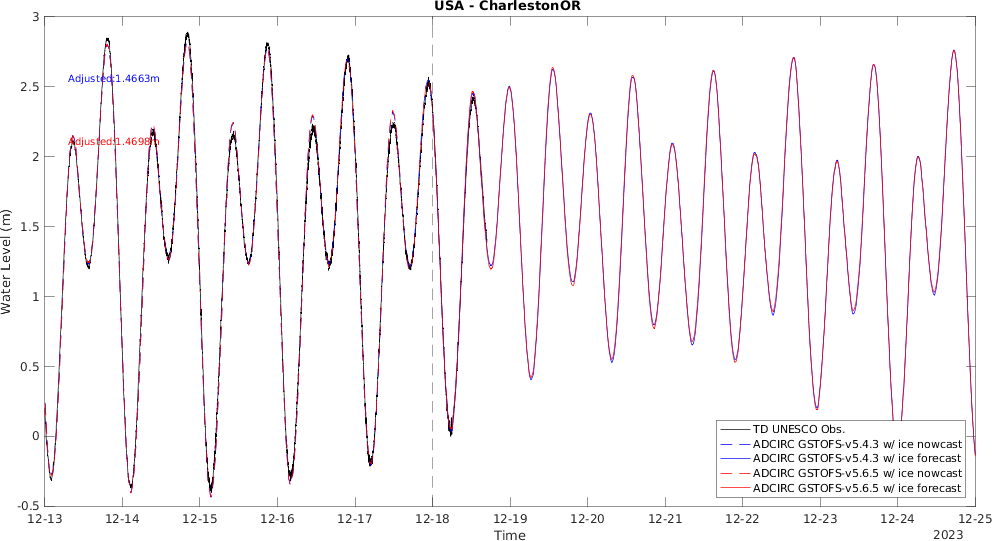 USA - CharlestonOR
Adjusted:1.4663m
Adjusted:1.4698m
Water Level (m)
3
2.5
2
1.5
1
0.5
0
-0.5
TD UNESCO Obs.
ADCIRC GSTOFS-v5.4.3 w/ ice nowcast
ADCIRC GSTOFS-v5.4.3 w/ ice forecast
ADCIRC GSTOFS-v5.6.5 w/ ice nowcast
ADCIRC GSTOFS-v5.6.5 w/ ice forecast
12-13 12-14 12-15 12-16 12-17 12-18 12-19 12-20 12-21 12-22 12-23 12-24 12-25
Time
2023